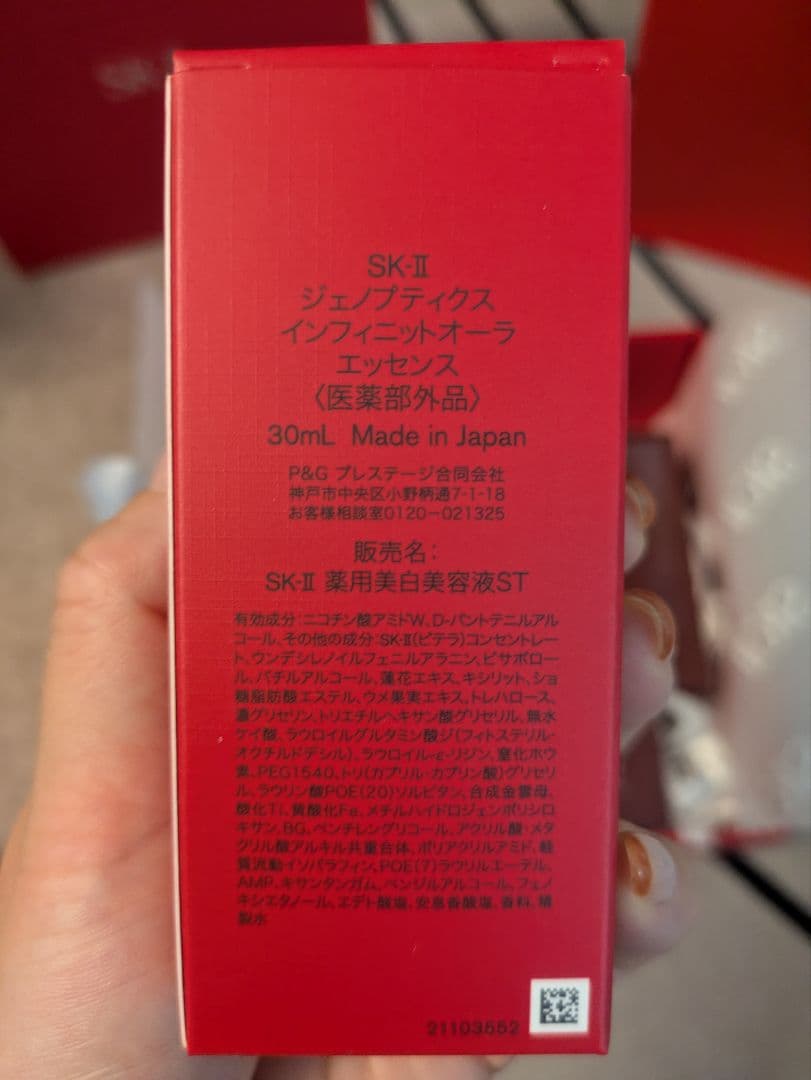 SK-II
ジェノプティクス
インフィニットオーラ
エッセンス
〈医薬部外品〉
30mL Made in Japan
P&G プレステージ合同会社
神戸市中央区小野柄通7-1-18
お客様相談室0120-021325
販売名:
SK-II 薬用美白美容液ST
有効成分:ニコチン酸アミドW、D-パントテニルアル
コール、その他の成分:SK-II(ピテラ)コンセントレー
ト、ウンデシレノイルフェニルアラニン、ビサボロー
ル、バチルアルコール、蓮花エキス、キシリット、ショ
糖脂肪酸エステル、ウメ果実エキス、トレハロース、
濃グリセリン、トリエチルヘキサン酸グリセリル、無水
ケイ酸、ラウロイルグルタミン酸ジ(フィトステリル・
オクチルドデシル)、ラウロイル-ε-リジン、窒化ホウ
素、PEG1540、トリ(カプリル・カプリン酸)グリセリ
ル、ラウリン酸POE(20)ソルビタン、合成金雲母、
酸化Ti、黄酸化Fe、メチルハイドロジェンポリシロ
キサン、BG、ペンチレングリコール、アクリル酸・メタ
クリル酸アルキル共重合体、ポリアクリルアミド、軽
質流動イソパラフィン、POE(7)ラウリルエーテル、
AMP、キサンタンガム、ベンジルアルコール、フェノ
キシエタノール、エデト酸塩、安息香酸塩、香料、精
製水
21103552